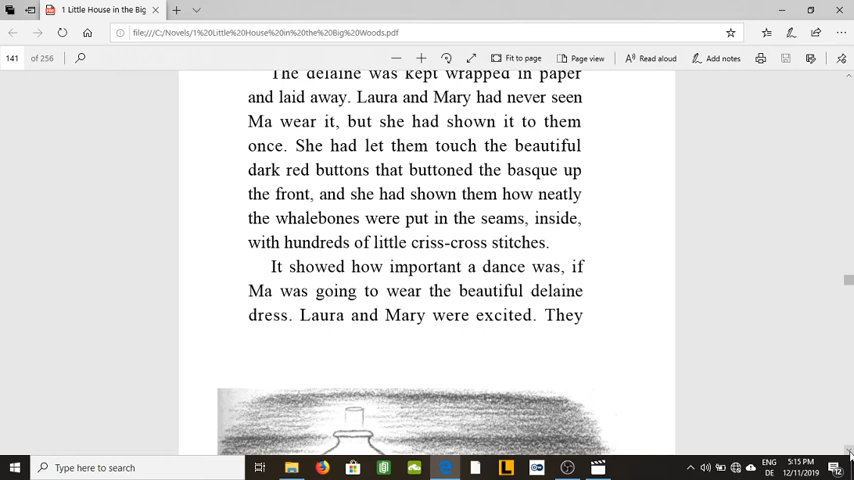 1 Little House in the Big
file:///C:/Novels/1%20Little%20House%20in%20the%20Big%20Woods.pdf
141 of 256
Fit to page
Page view
Read aloud
Add notes
The delaine was kept wrapped in paper
and laid away. Laura and Mary had never seen
Ma wear it, but she had shown it to them
once. She had let them touch the beautiful
dark red buttons that buttoned the basque up
the front, and she had shown them how neatly
the whalebones were put in the seams, inside,
with hundreds of little criss-cross stitches.
It showed how important a dance was, if
Ma was going to wear the beautiful delaine
dress. Laura and Mary were excited. They
Type here to search
ENG
DE
5:15 PM
12/11/2019
12